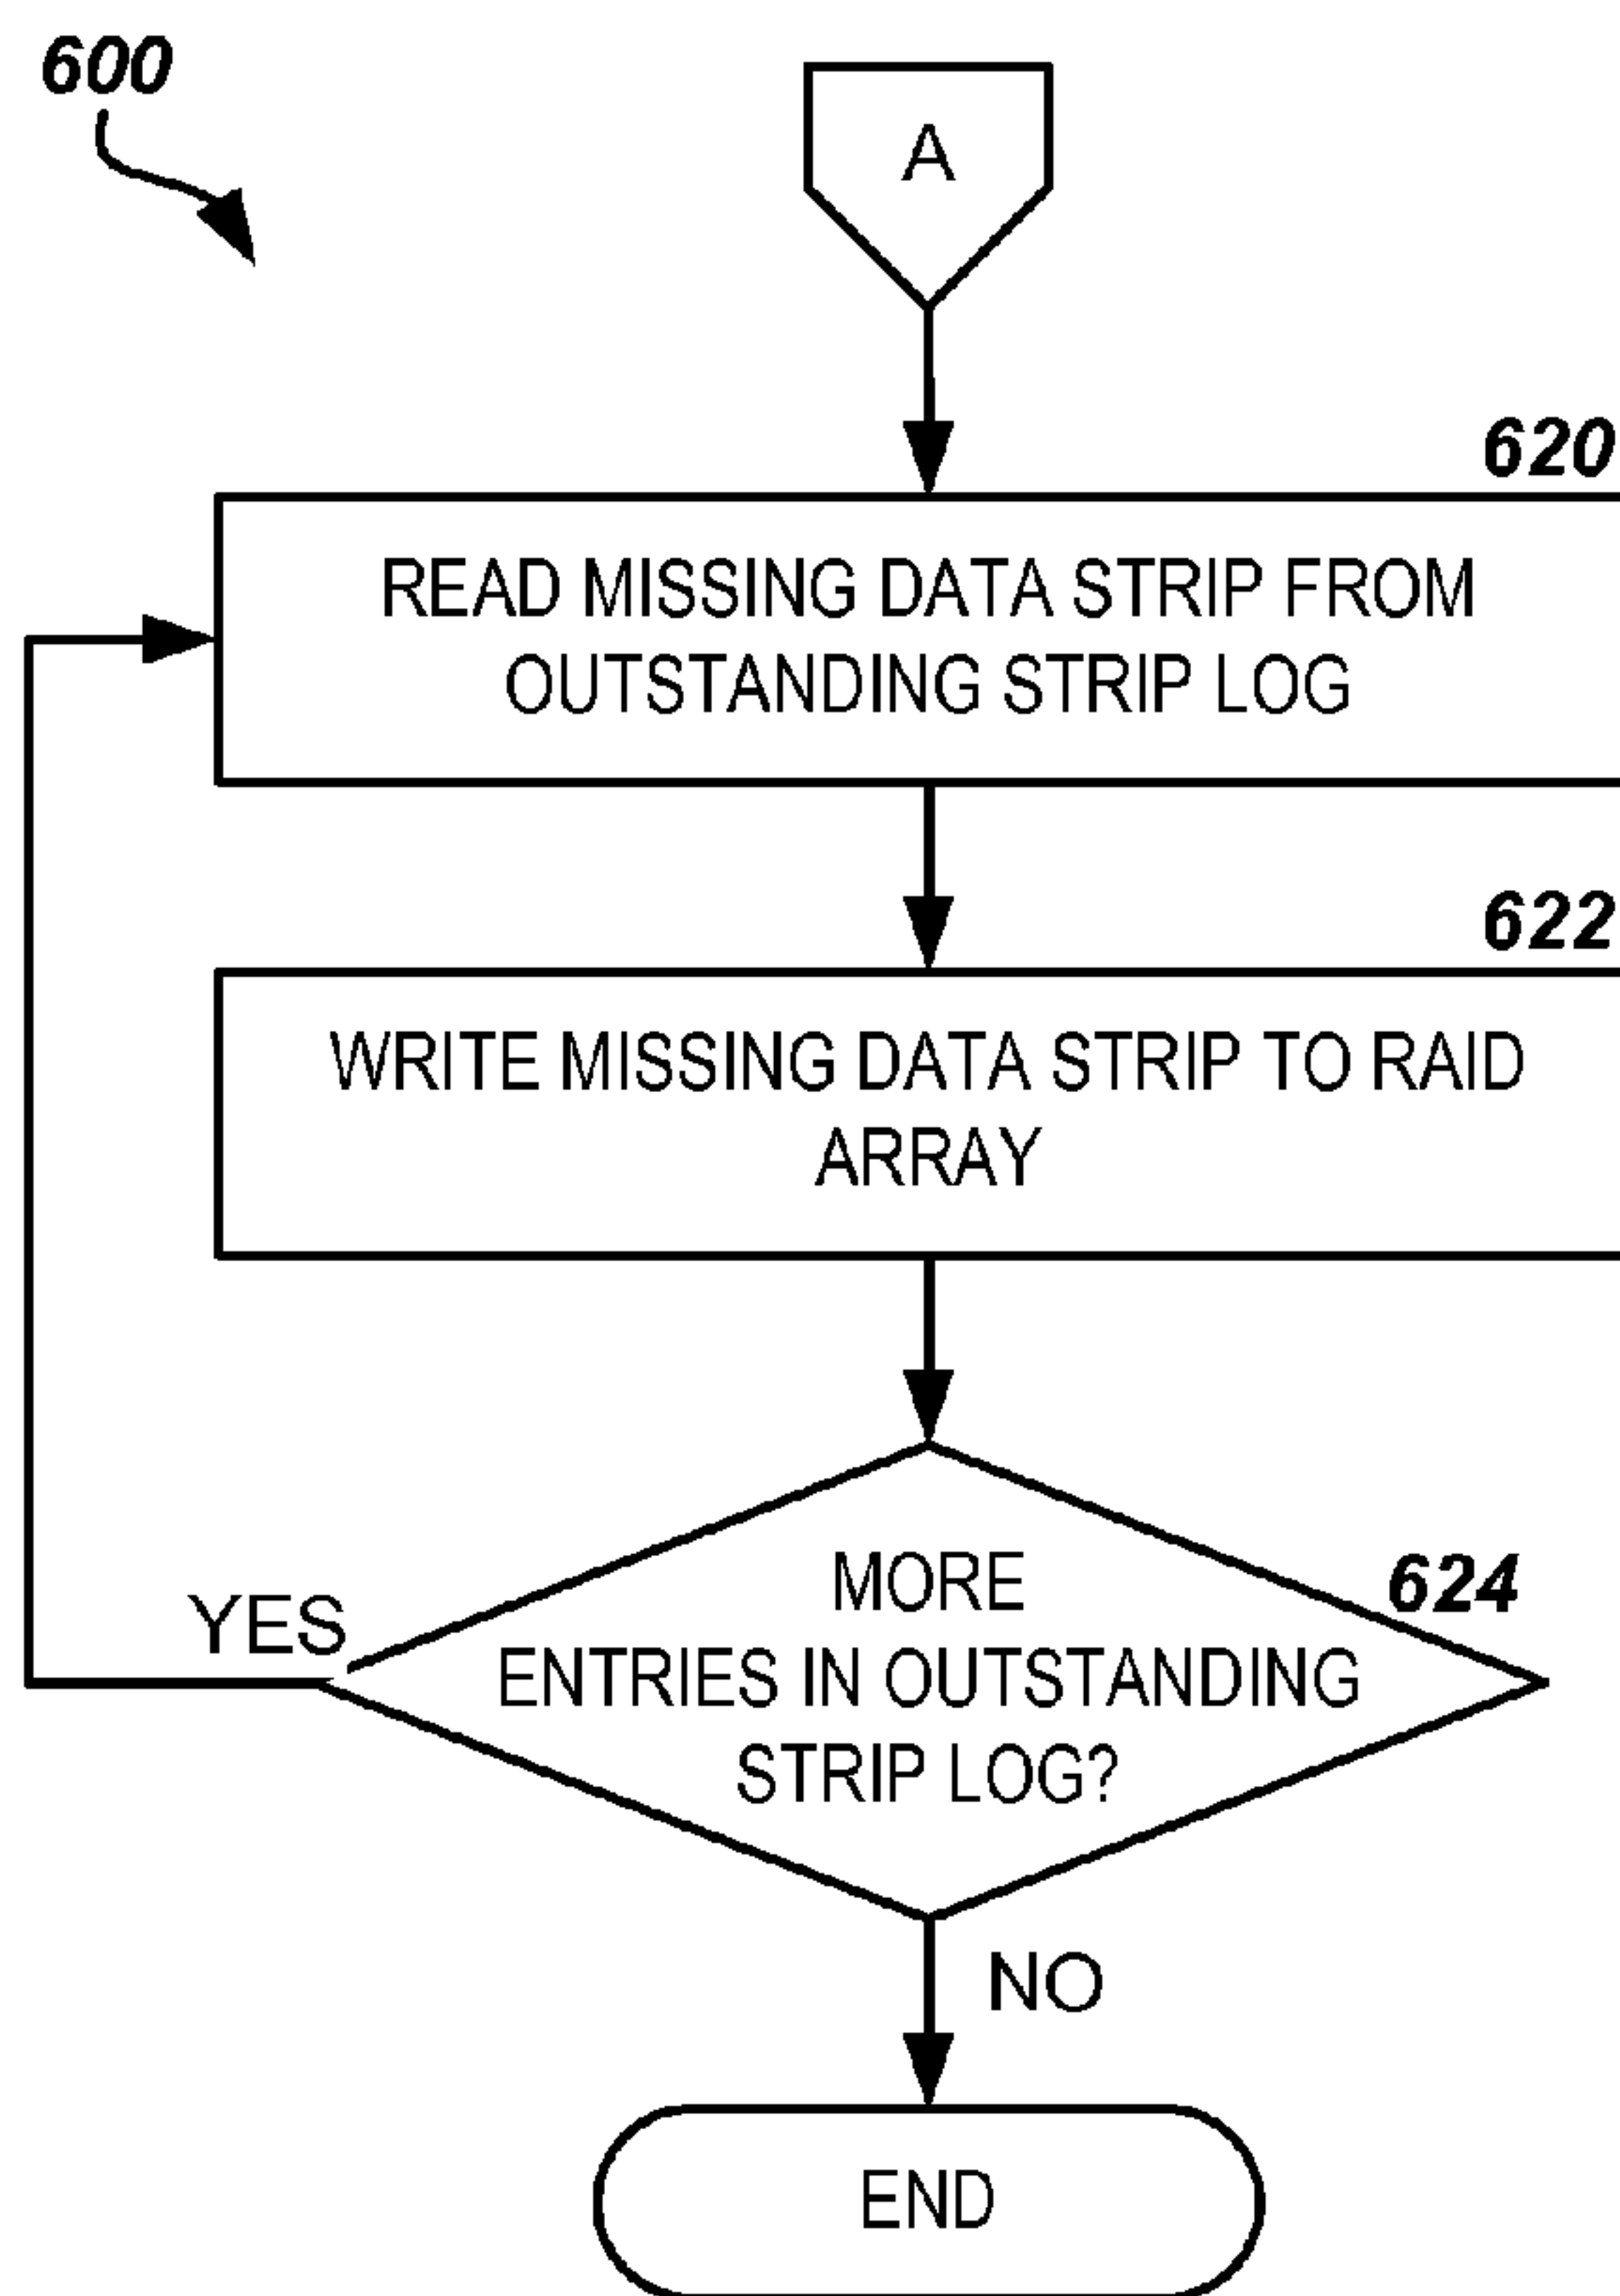 600
A
620
READ MISSING DATA STRIP FROM
OUTSTANDING STRIP LOG
622
WRITE MISSING DATA STRIP TO RAID
ARRAY
MORE
624
ENTRIES IN OUTSTANDING
STRIP LOG?
YES
NO
END